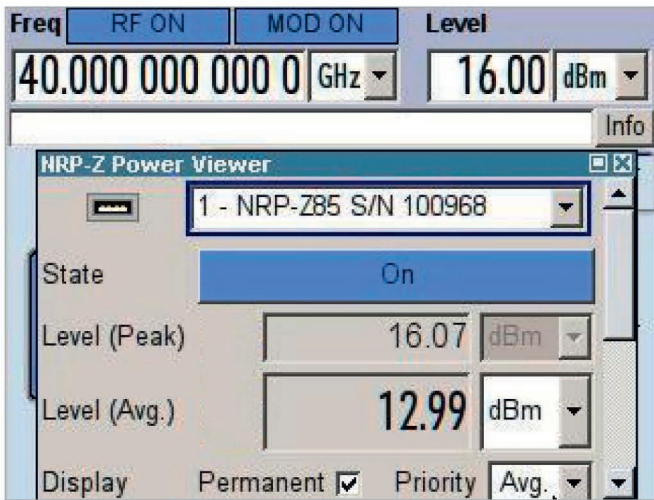 Freq RF ON MOD ON Level
40.000 000 000 0 GHz 16.00 dBm
Info
NRP-Z Power Viewer
1 - NRP-Z85 S/N 100968
State On
Level (Peak) 16.07 dBm
Level (Avg.) 12.99 dBm
Display Permanent Priority Avg.